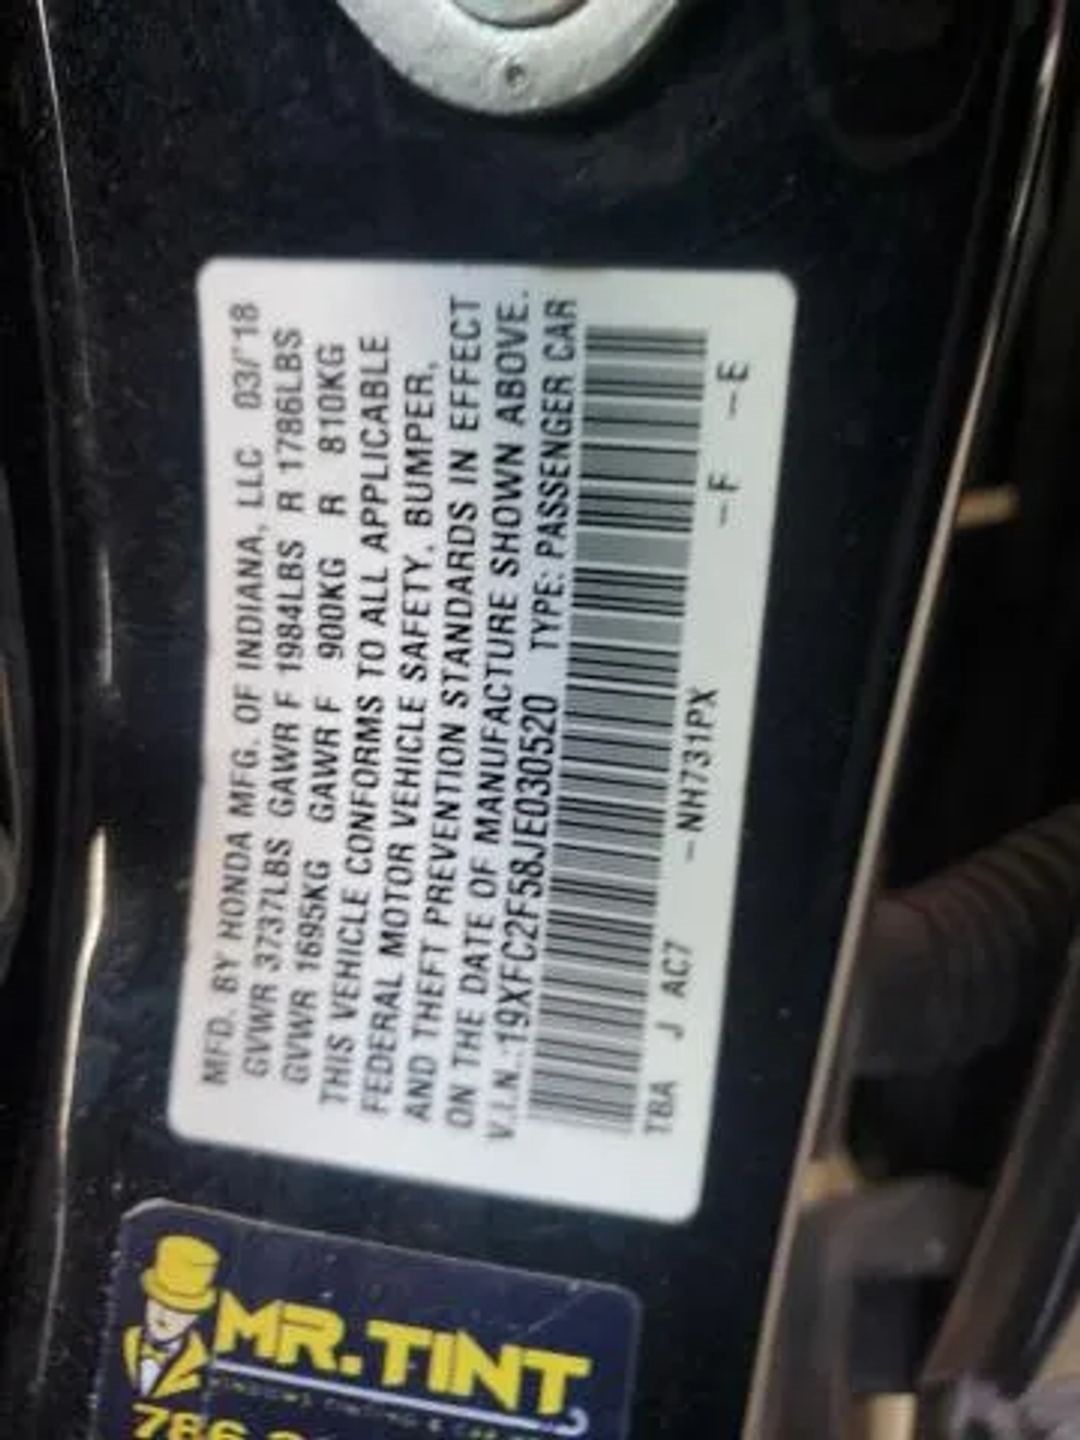 MFD. BY HONDA MFG. OF INDIANA, LLC 03/'18
GVWR 3737LBS GAWR F 1984LBS R 1786LBS
GVWR 1695KG GAWR F 900KG R 810KG
THIS VEHICLE CONFORMS TO ALL APPLICABLE
FEDERAL MOTOR VEHICLE SAFETY, BUMPER,
AND THEFT PREVENTION STANDARDS IN EFFECT
ON THE DATE OF MANUFACTURE SHOWN ABOVE.
V.I.N.:19XFC2F58JE030520 TYPE: PASSENGER CAR
TBA J AC7 -NH731PX -F -E
MR.TINT
786